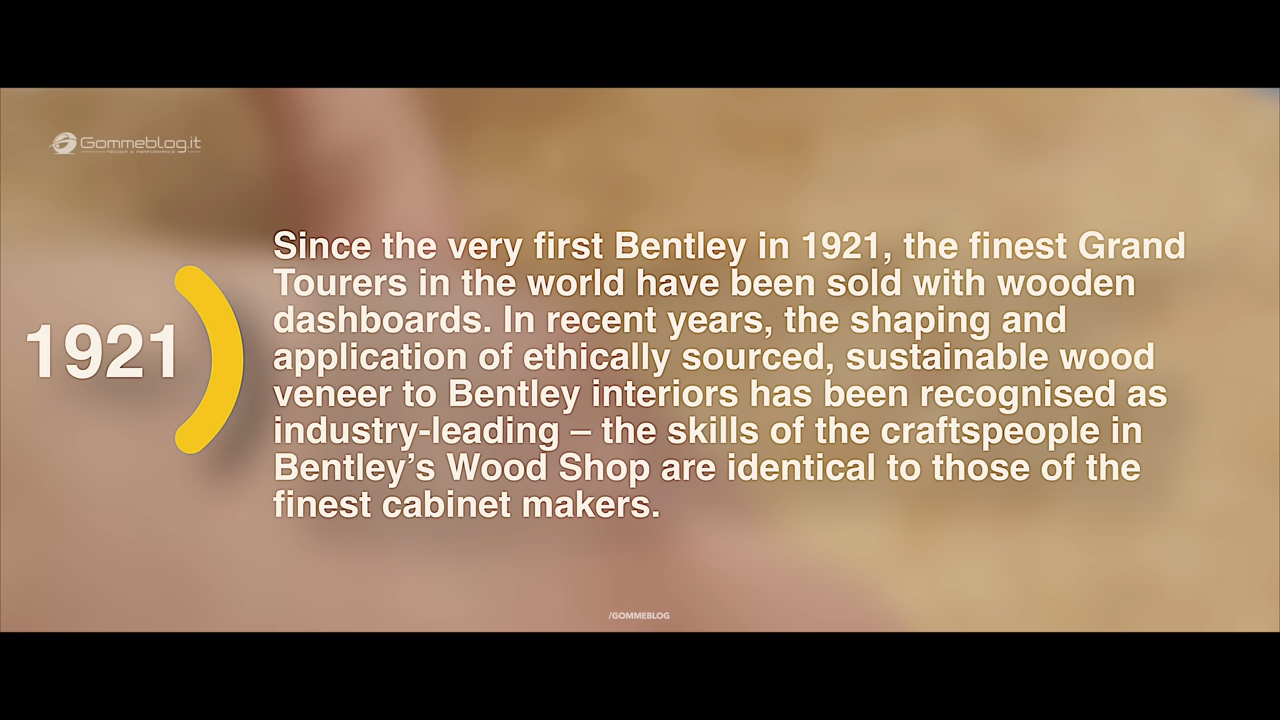 Gommeblog.it
1921
Since the very first Bentley in 1921, the finest Grand
Tourers in the world have been sold with wooden
dashboards. In recent years, the shaping and
application of ethically sourced, sustainable wood
veneer to Bentley interiors has been recognised as
industry-leading – the skills of the craftspeople in
Bentley’s Wood Shop are identical to those of the
finest cabinet makers.
/GOMMEBLOG